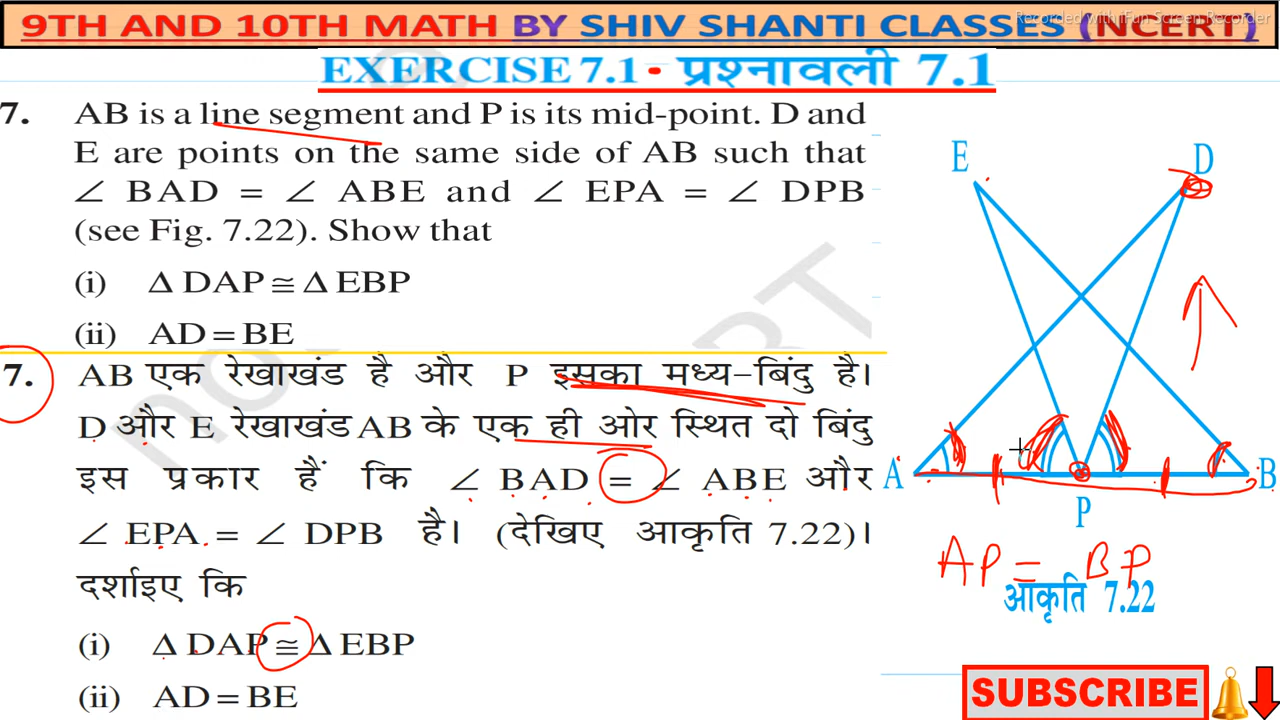 Recorded with iFun Screen Recorder
9TH AND 10TH MATH BY SHIV SHANTI CLASSES (NCERT)
EXERCISE 7.1 • प्रश्नावली 7.1
7. AB is a line segment and P is its mid-point. D and
E are points on the same side of AB such that
∠ BAD = ∠ ABE and ∠ EPA = ∠ DPB
(see Fig. 7.22). Show that
(i) Δ DAP ≅ Δ EBP
(ii) AD = BE
7. AB एक रेखाखंड है और P इसका मध्य-बिंदु है।
D और E रेखाखंड AB के एक ही ओर स्थित दो बिंदु
इस प्रकार हैं कि ∠ BAD = ∠ ABE और
∠ EPA = ∠ DPB है। (देखिए आकृति 7.22)।
दर्शाइए कि
(i) Δ DAP ≅ Δ EBP
(ii) AD = BE
E D
A B
P
AP = BP
आकृति 7.22
SUBSCRIBE